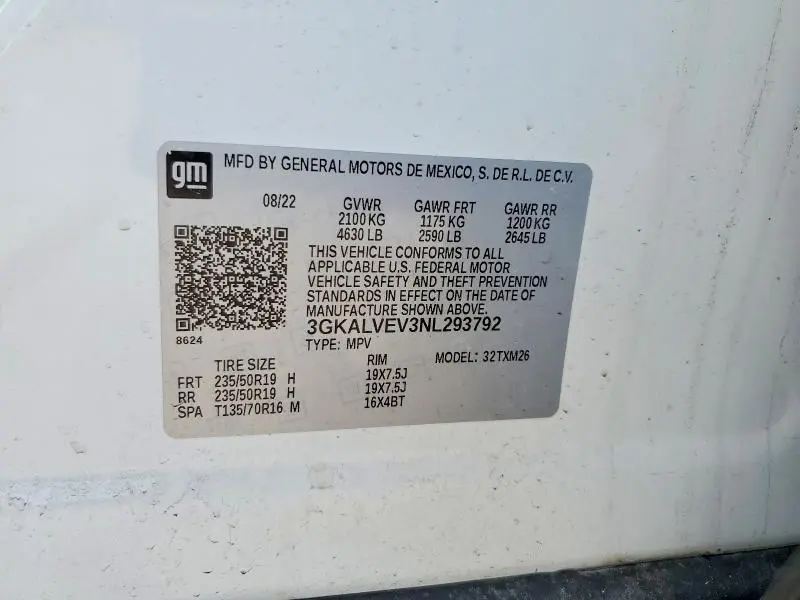 gm
MFD BY GENERAL MOTORS DE MEXICO, S. DE R.L. DE C.V.
08/22 GVWR GAWR FRT GAWR RR
2100 KG 1175 KG 1200 KG
4630 LB 2590 LB 2645 LB
THIS VEHICLE CONFORMS TO ALL
APPLICABLE U.S. FEDERAL MOTOR
VEHICLE SAFETY AND THEFT PREVENTION
STANDARDS IN EFFECT ON THE DATE OF
MANUFACTURE SHOWN ABOVE.
3GKALVEV3NL293792
8624
TYPE: MPV MODEL: 32TXM26
TIRE SIZE RIM
FRT 235/50R19 H 19X7.5J
RR 235/50R19 H 19X7.5J
SPA T135/70R16 M 16X4BT